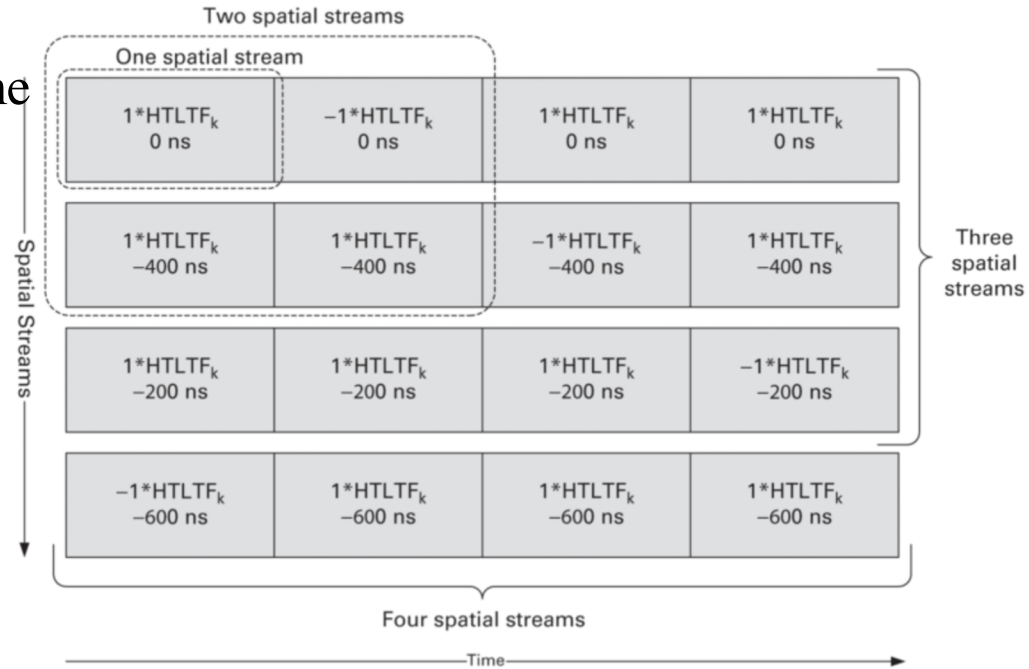 Two spatial streams
One spatial stream
1*HTLTFk
0 ns
–1*HTLTFk
0 ns
1*HTLTFk
0 ns
1*HTLTFk
0 ns
1*HTLTFk
–400 ns
1*HTLTFk
–400 ns
–1*HTLTFk
–400 ns
1*HTLTFk
–400 ns
1*HTLTFk
–200 ns
1*HTLTFk
–200 ns
1*HTLTFk
–200 ns
–1*HTLTFk
–200 ns
–1*HTLTFk
–600 ns
1*HTLTFk
–600 ns
1*HTLTFk
–600 ns
1*HTLTFk
–600 ns
Spatial Streams
Three
spatial
streams
Four spatial streams
Time